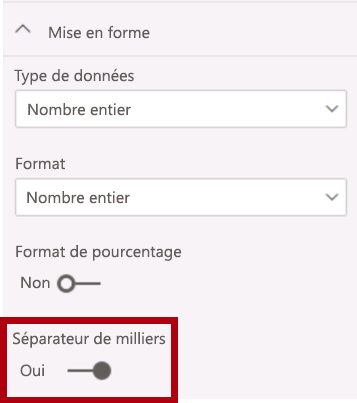 Mise en forme
Type de données
Nombre entier
Format
Nombre entier
Format de pourcentage
Non
Séparateur de milliers
Oui